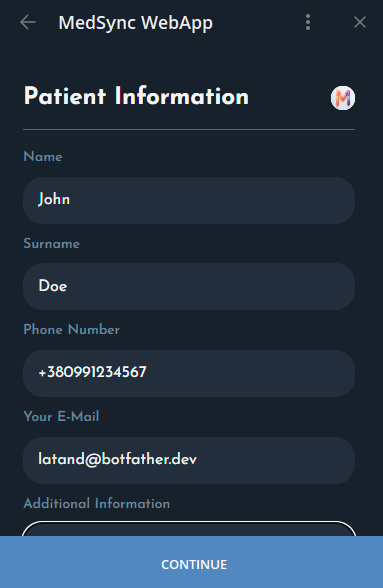 MedSync WebApp
Patient Information
Name
John
Surname
Doe
Phone Number
+380991234567
Your E-Mail
latand@botfather.dev
Additional Information
CONTINUE